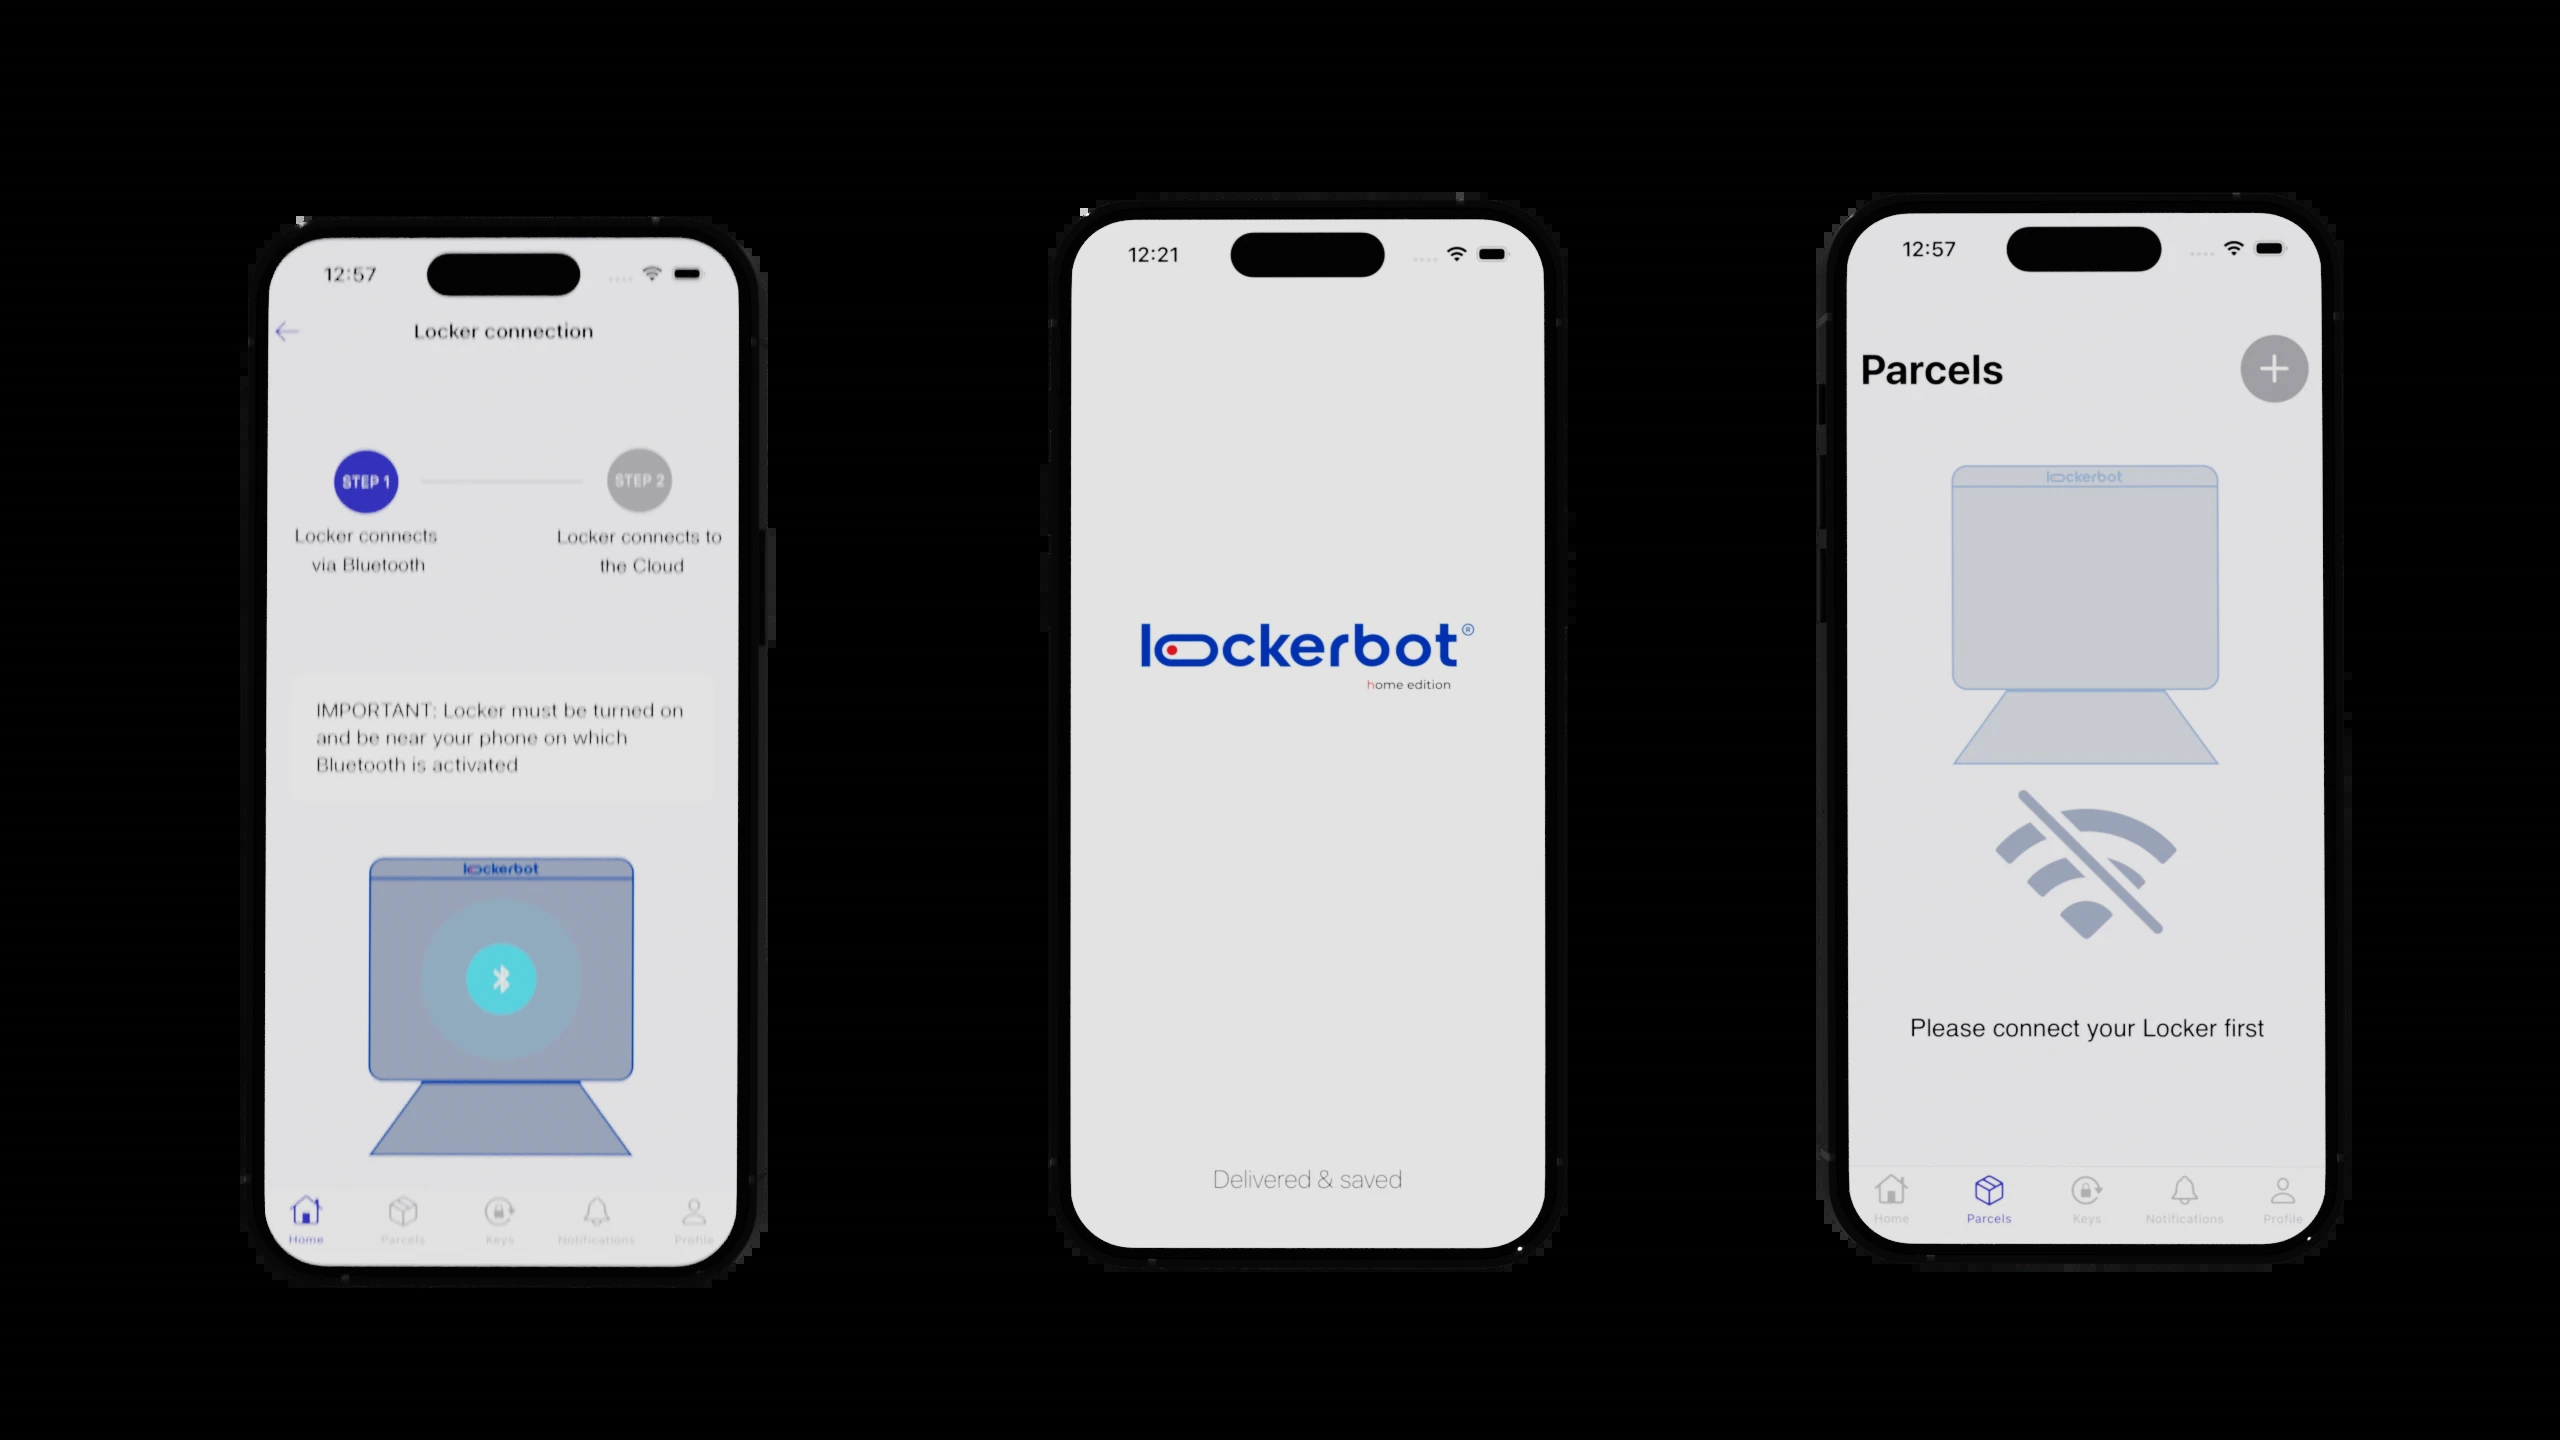 12:57
Locker connection
STEP 1
STEP 2
Locker connects
via Bluetooth
Locker connects to
the Cloud
IMPORTANT: Locker must be turned on
and be near your phone on which
Bluetooth is activated
lockerbot
Home
Parcels
Keys
Notifications
Profile
12:21
lockerbot®
home edition
Delivered & saved
12:57
Parcels
lockerbot
Please connect your Locker first
Home
Parcels
Keys
Notifications
Profile